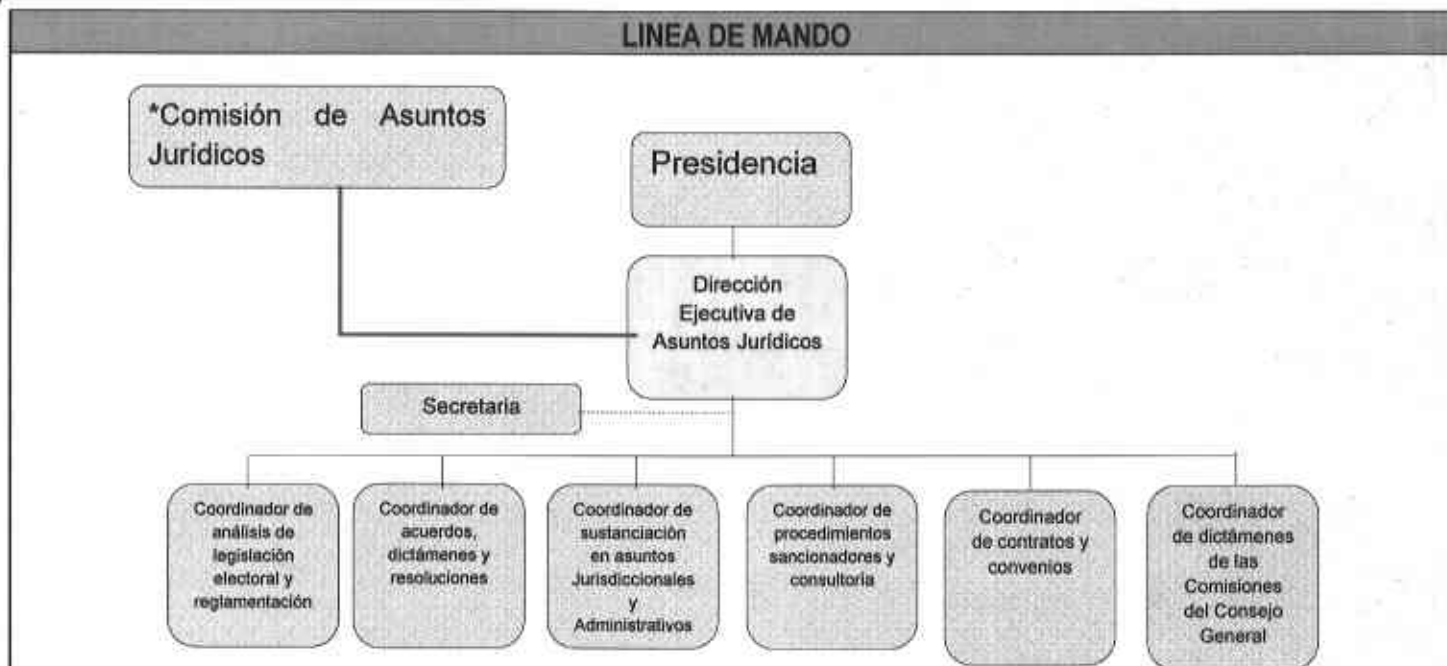 LINEA DE MANDO
*Comisión de Asuntos
Jurídicos
Presidencia
Dirección
Ejecutiva de
Asuntos Jurídicos
Secretaria
Coordinador de
análisis de
legislación
electoral y
reglamentación
Coordinador de
acuerdos,
dictámenes y
resoluciones
Coordinador de
sustanciación
en asuntos
Jurisdiccionales
y
Administrativos
Coordinador de
procedimientos
sancionadores y
consultoria
Coordinador
de contratos y
convenios
Coordinador
de dictámenes
de las
Comisiones
del Consejo
General